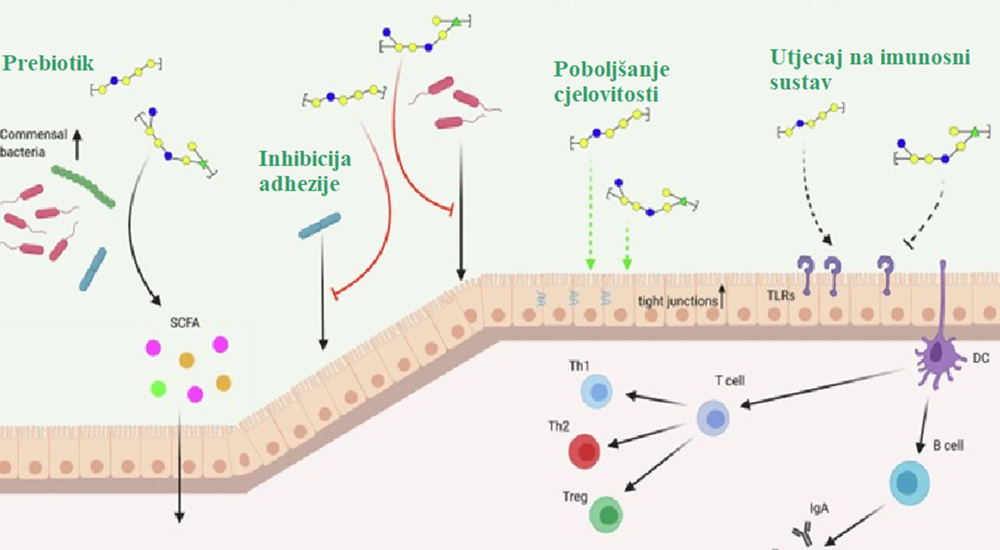 Prebiotik
Commensal
bacteria
SCFA
Inhibicija
adhezije
Poboljšanje
cjelovitosti
tight junctions
Utjecaj na imunosni
sustav
TLRs
DC
T cell
Th1
Th2
Treg
B cell
IgA